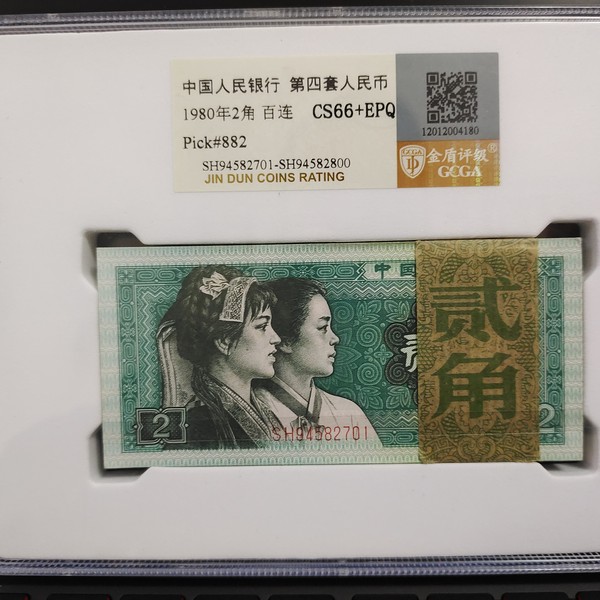 中国人民银行 第四套人民币
1980年2角 百连 CS66+EPQ
Pick#882
SH94582701-SH94582800
JIN DUN COINS RATING
12012004180
金盾评级®
GCGA
中国
贰角
2
SH94582701
2